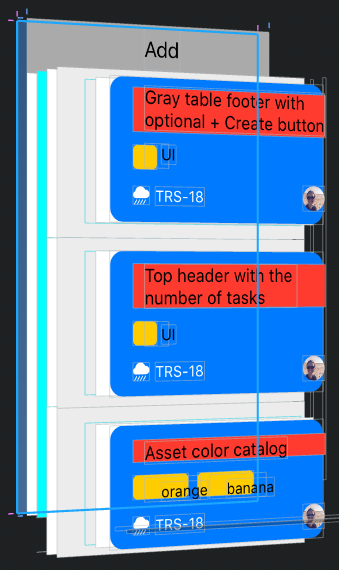 Add
Gray table footer with
optional + Create button
UI
TRS-18
Top header with the
number of tasks
UI
TRS-18
Asset color catalog
orange banana
TRS-18